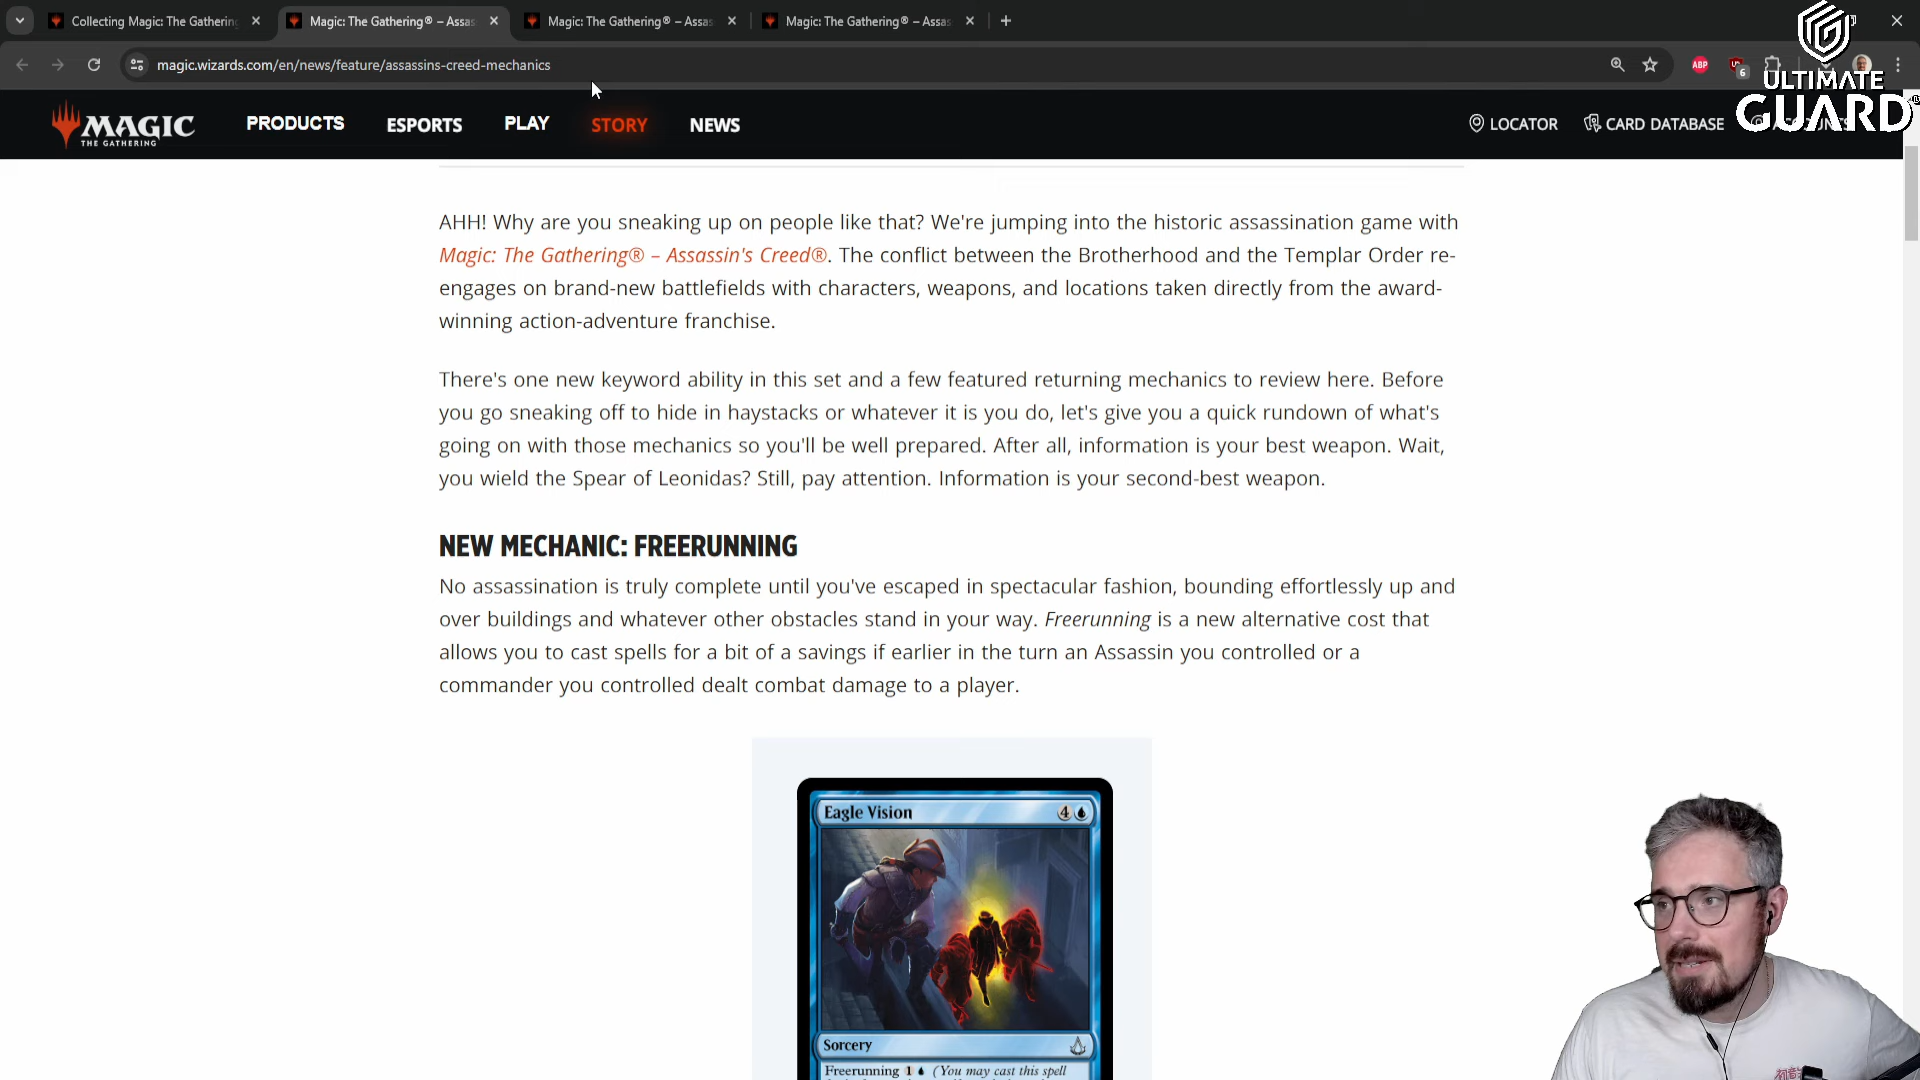 Collecting Magic: The Gathering
Magic: The Gathering® – Assas
Magic: The Gathering® – Assas
Magic: The Gathering® – Assas
magic.wizards.com/en/news/feature/assassins-creed-mechanics
ABP
6
ULTIMATE
GUARD
MAGIC
THE GATHERING
PRODUCTS
ESPORTS
PLAY
STORY
NEWS
LOCATOR
CARD DATABASE
AHH! Why are you sneaking up on people like that? We're jumping into the historic assassination game with
Magic: The Gathering® – Assassin's Creed®. The conflict between the Brotherhood and the Templar Order re-
engages on brand-new battlefields with characters, weapons, and locations taken directly from the award-
winning action-adventure franchise.
There's one new keyword ability in this set and a few featured returning mechanics to review here. Before
you go sneaking off to hide in haystacks or whatever it is you do, let's give you a quick rundown of what's
going on with those mechanics so you'll be well prepared. After all, information is your best weapon. Wait,
you wield the Spear of Leonidas? Still, pay attention. Information is your second-best weapon.
NEW MECHANIC: FREERUNNING
No assassination is truly complete until you've escaped in spectacular fashion, bounding effortlessly up and
over buildings and whatever other obstacles stand in your way. Freerunning is a new alternative cost that
allows you to cast spells for a bit of a savings if earlier in the turn an Assassin you controlled or a
commander you controlled dealt combat damage to a player.
Eagle Vision 4
Sorcery
Freerunning 1 (You may cast this spell